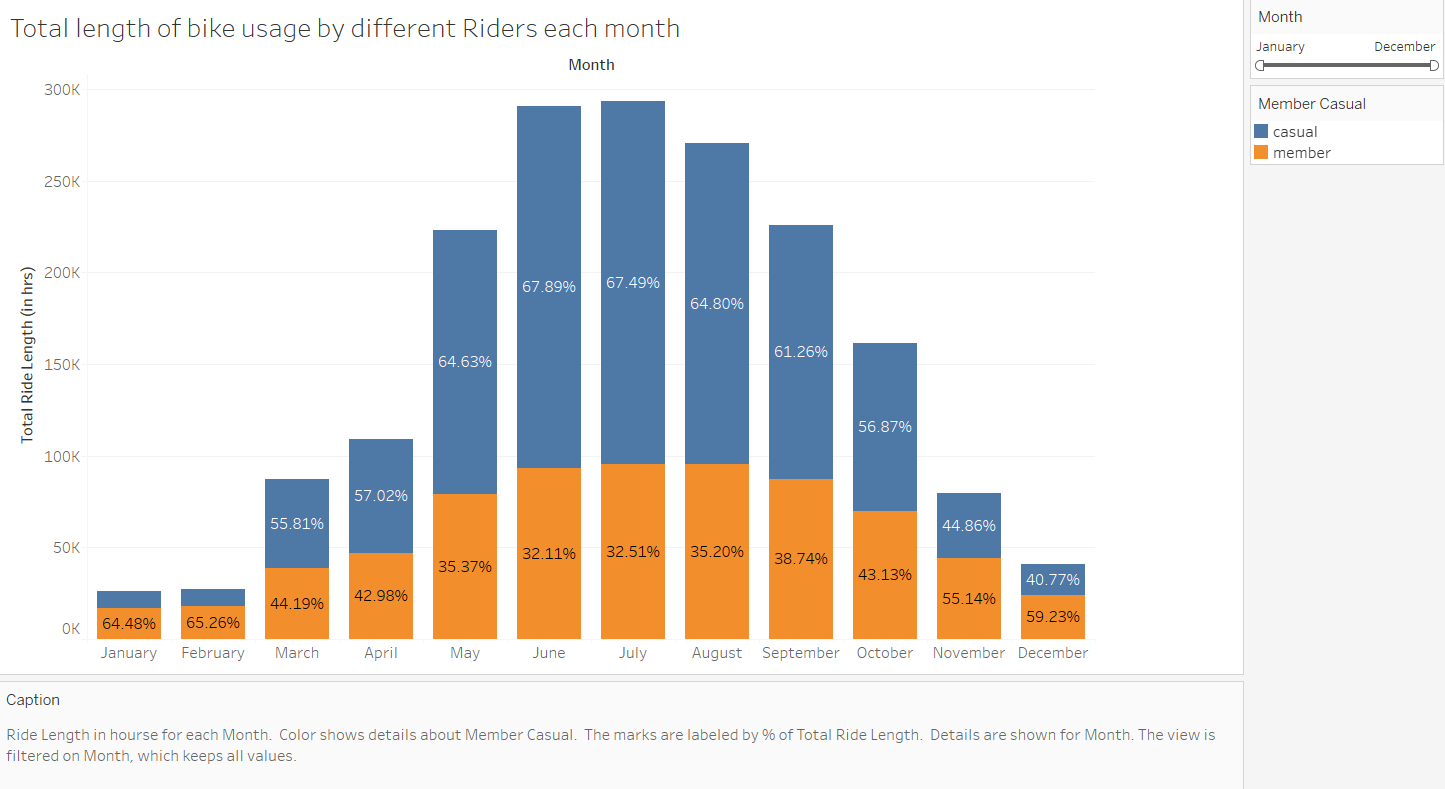 Total length of bike usage by different Riders each month
Month
300K
250K
200K
150K
100K
50K
0K
Total Ride Length (in hrs)
67.89% 67.49%
64.80%
64.63% 61.26%
56.87%
57.02%
55.81% 44.86%
40.77%
64.48% 65.26% 44.19% 42.98% 35.37% 32.11% 32.51% 35.20% 38.74% 43.13% 55.14% 59.23%
January February March April May June July August September October November December
Month
January December
Member Casual
casual
member
Caption
Ride Length in hourse for each Month. Color shows details about Member Casual. The marks are labeled by % of Total Ride Length. Details are shown for Month. The view is
filtered on Month, which keeps all values.